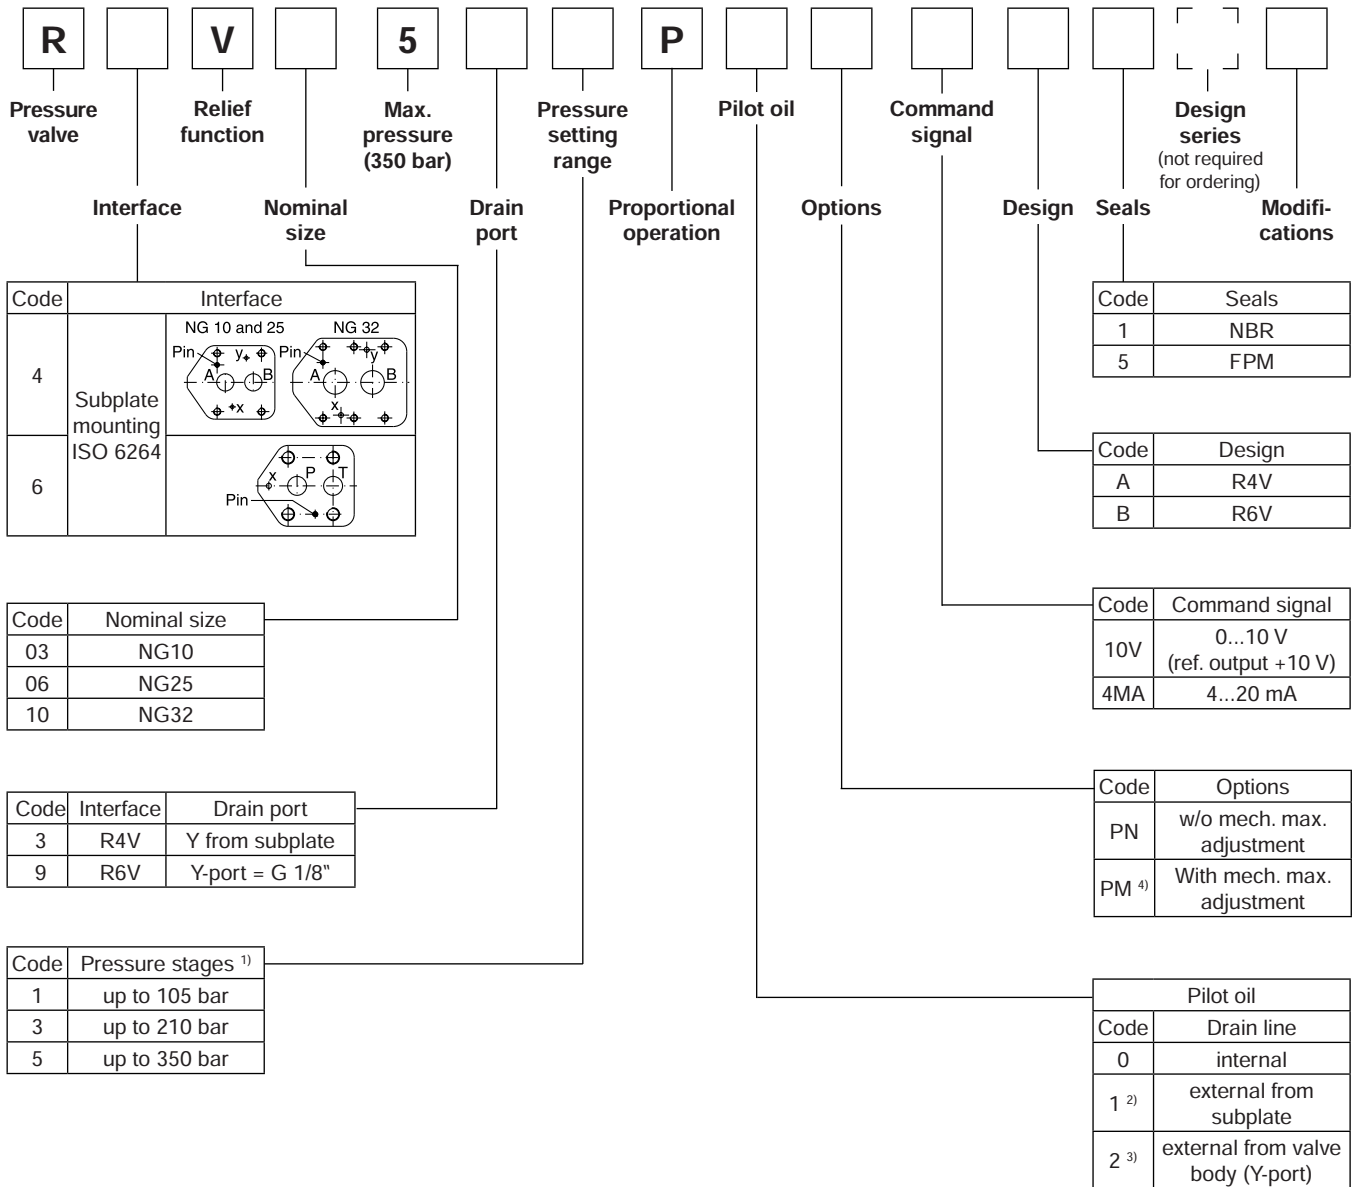 R V 5 P
Pressure
valve
Relief
function
Max.
pressure
(350 bar)
Pressure
setting
range
Pilot oil
Command
signal
Design
series
(not required
for ordering)
Interface
Nominal
size
Drain
port
Proportional
operation
Options
Design
Seals
Modifi-
cations
Code Interface
4
Subplate
mounting
ISO 6264
NG 10 and 25
Pin y A B x
NG 32
Pin y A B x
6
x P T
Pin
Code Nominal size
03 NG10
06 NG25
10 NG32
Code Interface Drain port
3 R4V Y from subplate
9 R6V Y-port = G 1/8"
Code Pressure stages 1)
1 up to 105 bar
3 up to 210 bar
5 up to 350 bar
Code Seals
1 NBR
5 FPM
Code Design
A R4V
B R6V
Code Command signal
10V 0...10 V
(ref. output +10 V)
4MA 4...20 mA
Code Options
PN w/o mech. max.
adjustment
PM 4) With mech. max.
adjustment
Pilot oil
Code Drain line
0 internal
1 2) external from
subplate
2 3) external from valve
body (Y-port)